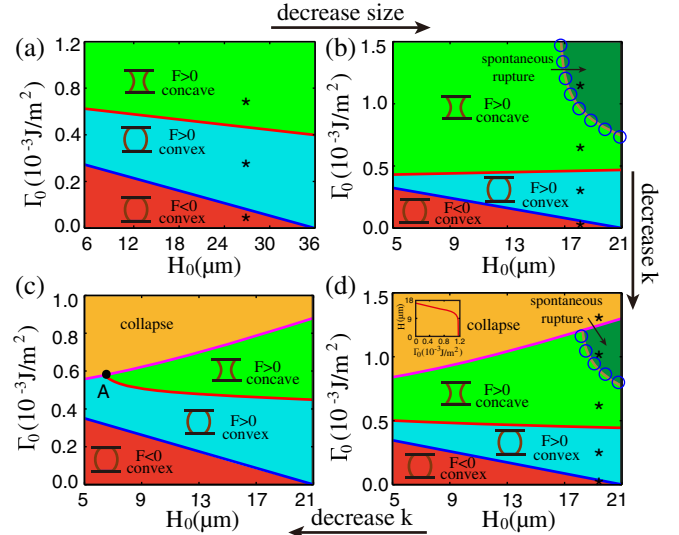 decrease size
(a)
Γ₀(10⁻³J/m²)
1.2
0.8
0.4
0.2
0.0
F>0
concave
F>0
convex
F<0
convex
*
*
*
6
12
18
24
30
36
H₀(μm)
(b)
Γ₀(10⁻³J/m²)
1.5
1.0
0.5
0.0
spontaneous
rupture
F>0
concave
F>0
convex
F<0
convex
*
*
*
*
5
9
13
17
21
H₀(μm)
decrease k
(c)
Γ₀(10⁻³J/m²)
1.0
0.8
0.6
0.4
0.2
0.0
collapse
A
F>0
concave
F>0
convex
F<0
convex
5
9
13
17
21
H₀(μm)
(d)
Γ₀(10⁻³J/m²)
1.5
1.0
0.5
0.0
H(μm)
18
9
0
0 0.4 0.8 1.2
Γ₀(10⁻³J/m²)
collapse
spontaneous
rupture
F>0
concave
F>0
convex
F<0
convex
*
*
*
*
*
5
9
13
17
21
H₀(μm)
decrease k